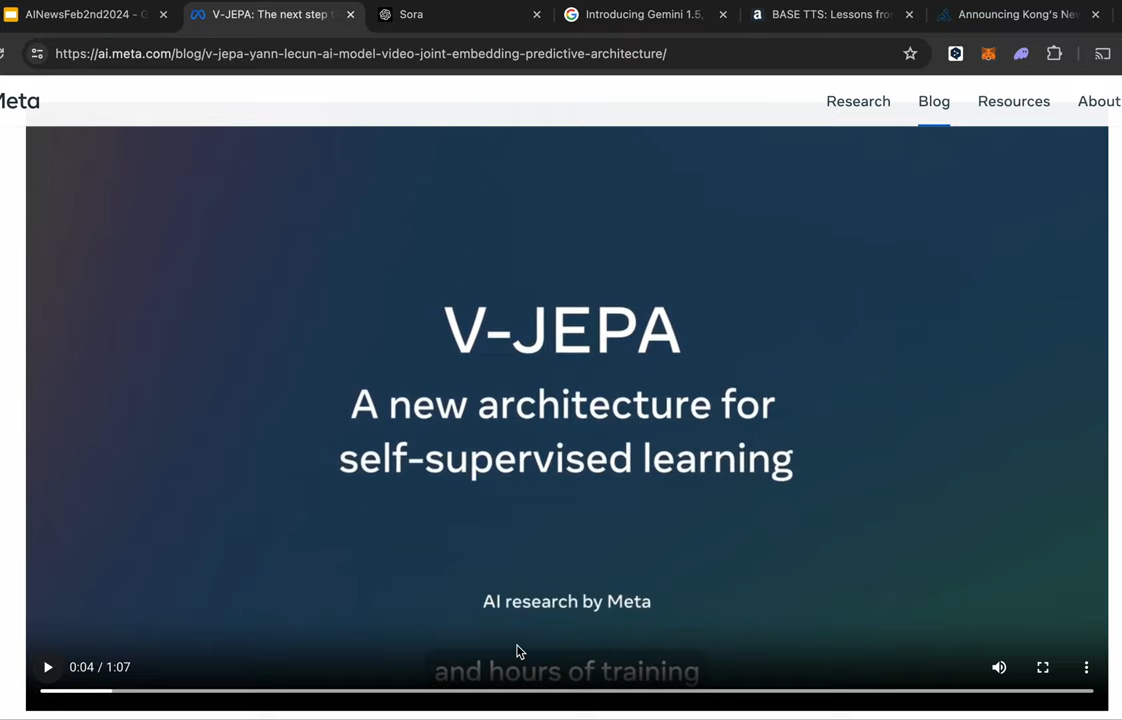 AINewsFeb2nd2024 - G
V-JEPA: The next step t
Sora
Introducing Gemini 1.5,
BASE TTS: Lessons from
Announcing Kong's New
https://ai.meta.com/blog/v-jepa-yann-lecun-ai-model-video-joint-embedding-predictive-architecture/
Meta
Research
Blog
Resources
About
V-JEPA
A new architecture for
self-supervised learning
AI research by Meta
and hours of training
0:04 / 1:07